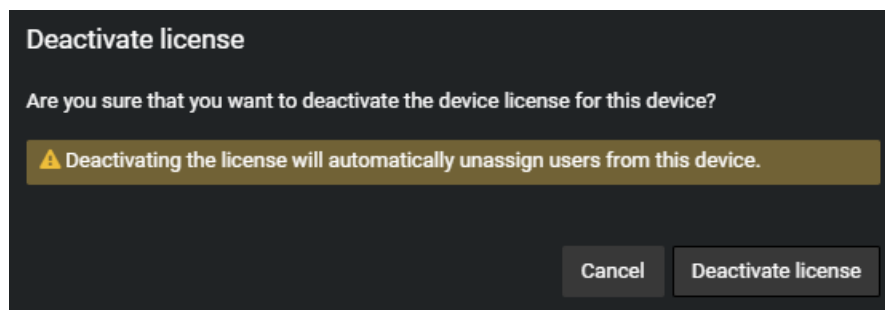 Deactivate license
Are you sure that you want to deactivate the device license for this device?
Deactivating the license will automatically unassign users from this device.
Cancel Deactivate license